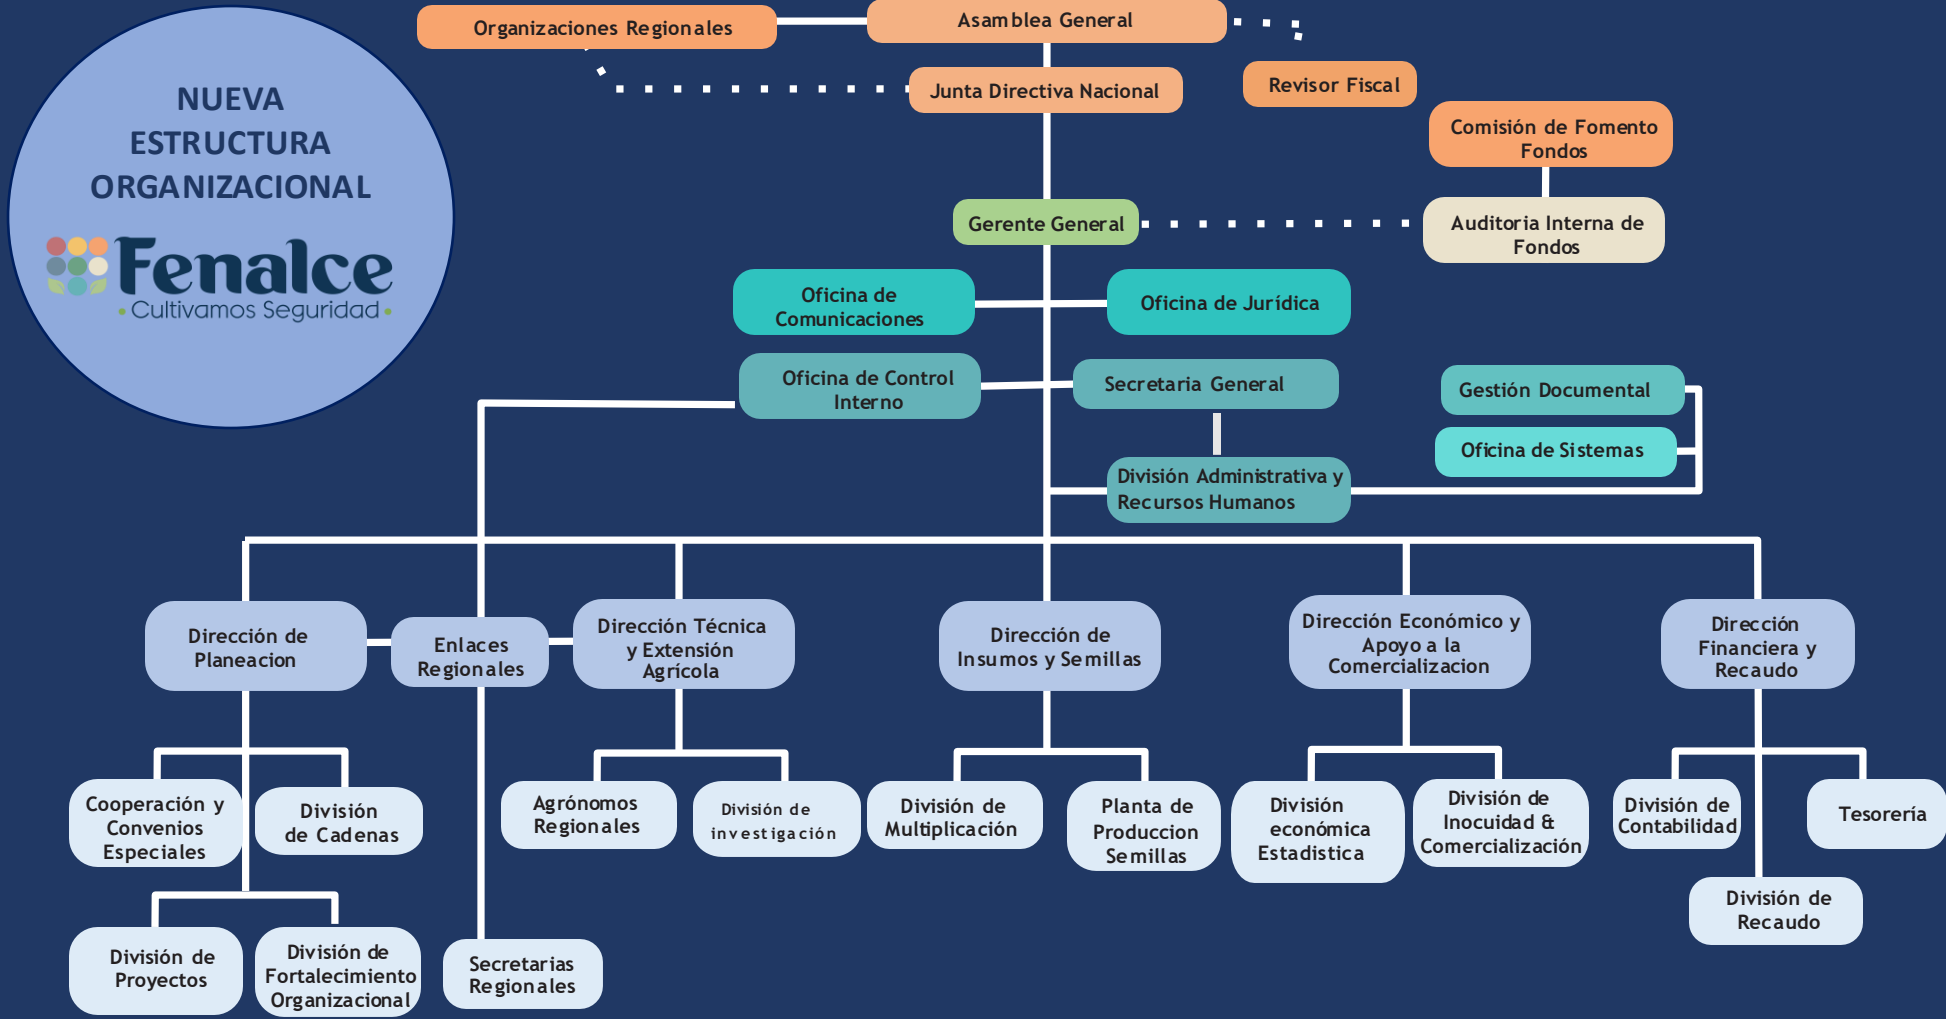 Organizaciones Regionales
Asamblea General
Junta Directiva Nacional
Revisor Fiscal
NUEVA
ESTRUCTURA
ORGANIZACIONAL
Fenalce
Cultivamos Seguridad
Comisión de Fomento
Fondos
Gerente General
Auditoria Interna de
Fondos
Oficina de
Comunicaciones
Oficina de Jurídica
Oficina de Control
Interno
Secretaria General
Gestión Documental
Oficina de Sistemas
División Administrativa y
Recursos Humanos
Dirección de
Planeacion
Enlaces
Regionales
Dirección Técnica
y Extensión
Agrícola
Dirección de
Insumos y Semillas
Dirección Económico y
Apoyo a la
Comercializacion
Dirección
Financiera y
Recaudo
Cooperación y
Convenios
Especiales
División
de Cadenas
Agrónomos
Regionales
División de
investigación
División de
Multiplicación
Planta de
Produccion
Semillas
División
económica
Estadistica
División de
Inocuidad &
Comercialización
División de
Contabilidad
Tesorería
División de
Recaudo
División de
Proyectos
División de
Fortalecimiento
Organizacional
Secretarias
Regionales